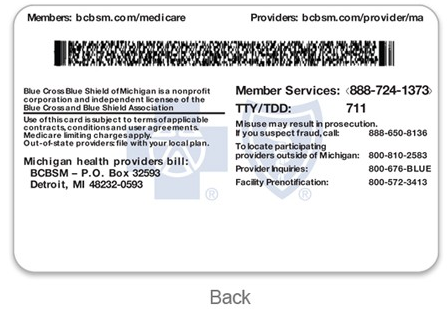 Members: bcbsm.com/medicare
Providers: bcbsm.com/provider/ma
Blue Cross Blue Shield of Michigan is a nonprofit
corporation and independent licensee of the
Blue Cross and Blue Shield Association
Use of this card is subject to terms of applicable
contracts, conditions and user agreements.
Medicare limiting charges apply.
Out-of-state providers: file with your local plan.
Michigan health providers bill:
BCBSM – P.O. Box 32593
Detroit, MI 48232-0593
Member Services: <888-724-1373>
TTY/TDD: 711
Misuse may result in prosecution.
If you suspect fraud, call: 888-650-8136
To locate participating
providers outside of Michigan: 800-810-2583
Provider Inquiries: 800-676-BLUE
Facility Prenotification: 800-572-3413
® ®
Back